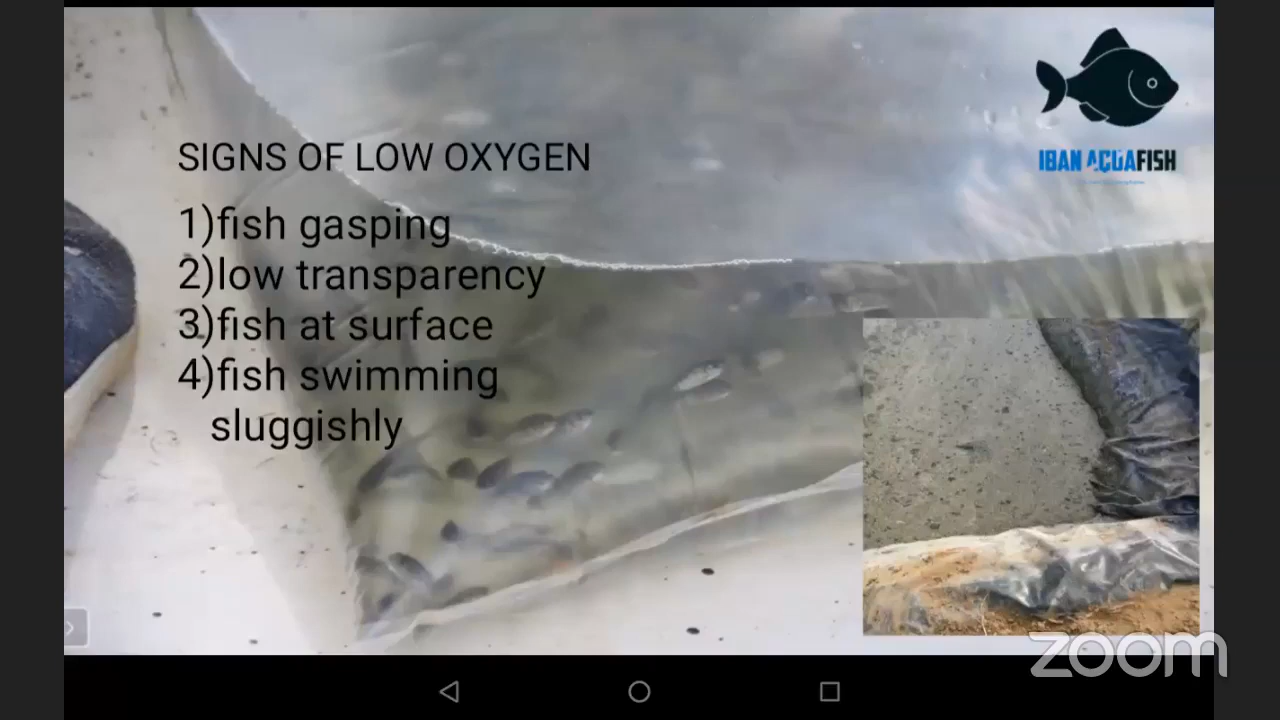 SIGNS OF LOW OXYGEN
1)fish gasping
2)low transparency
3)fish at surface
4)fish swimming
sluggishly
IBAN AQUAFISH
zoom